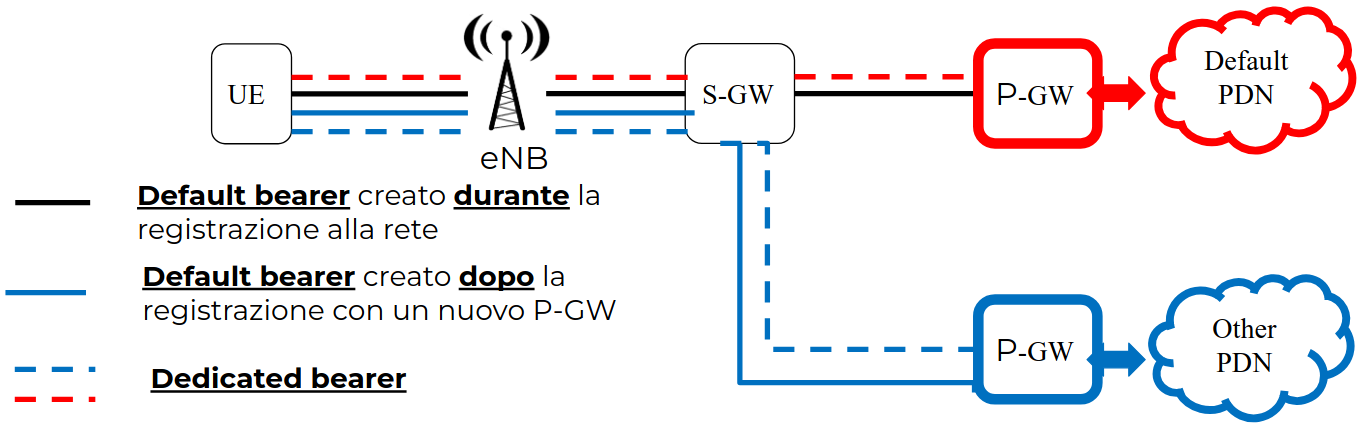 UE
eNB
S-GW
P-GW
Default
PDN
Default bearer creato durante la
registrazione alla rete
Default bearer creato dopo la
registrazione con un nuovo P-GW
Dedicated bearer
P-GW
Other
PDN